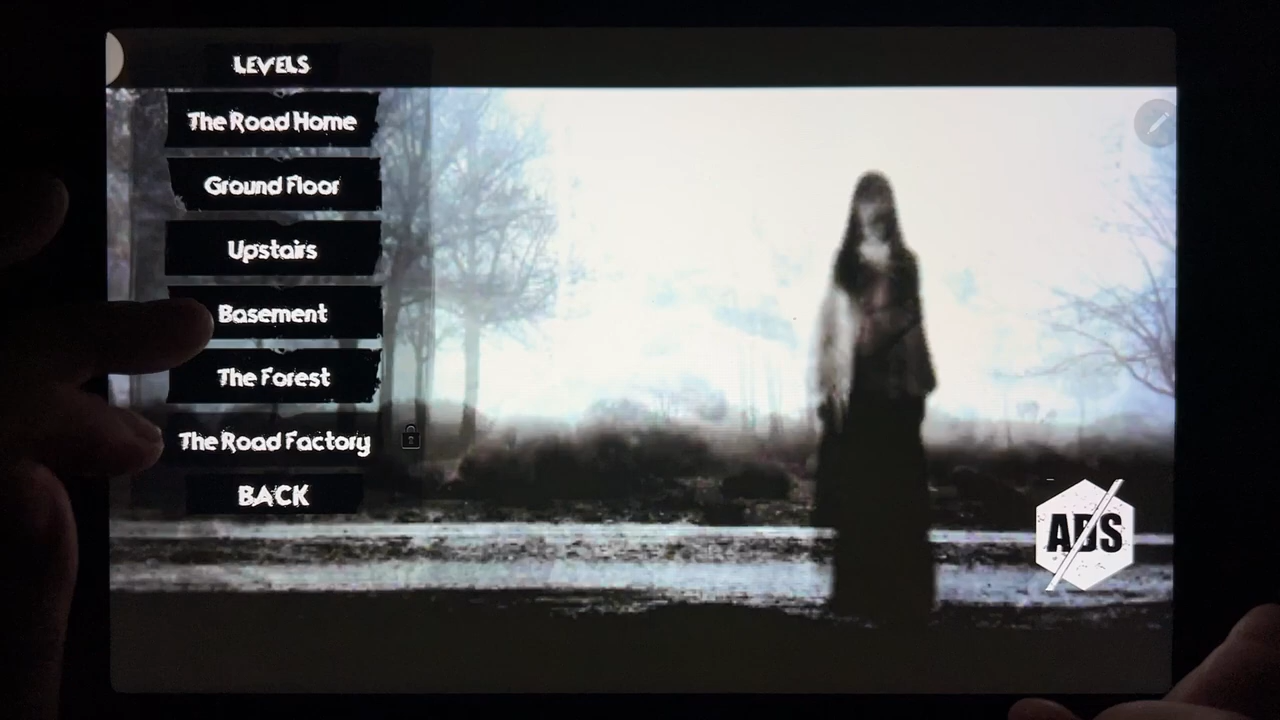 LEVELS
The Road Home
Ground Floor
Upstairs
Basement
The Forest
The Road Factory
BACK
ADS